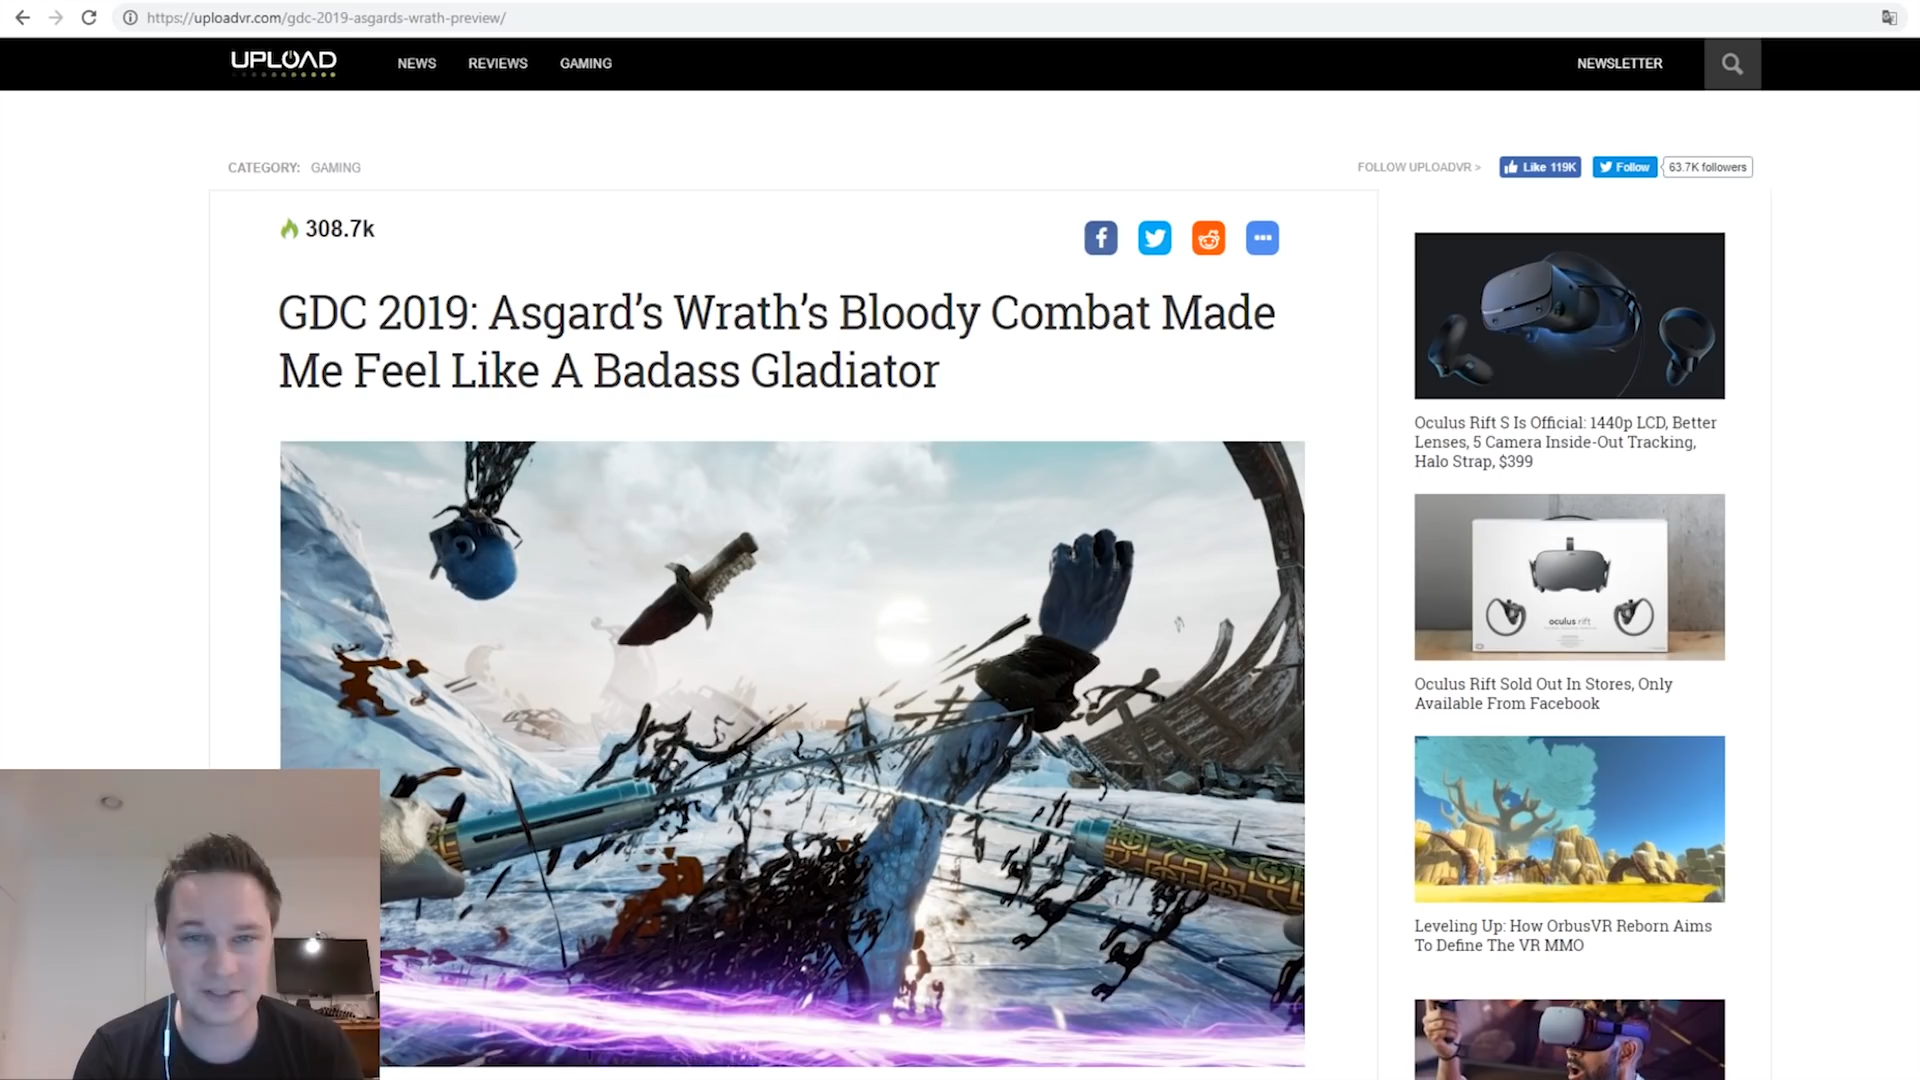 https://uploadvr.com/gdc-2019-asgards-wrath-preview/
UPLOAD
NEWS
REVIEWS
GAMING
NEWSLETTER
CATEGORY: GAMING
FOLLOW UPLOADVR >
Like 119K
Follow
63.7K followers
308.7k
GDC 2019: Asgard’s Wrath’s Bloody Combat Made
Me Feel Like A Badass Gladiator
Oculus Rift S Is Official: 1440p LCD, Better
Lenses, 5 Camera Inside-Out Tracking,
Halo Strap, $399
oculus rift
Oculus Rift Sold Out In Stores, Only
Available From Facebook
Leveling Up: How OrbusVR Reborn Aims
To Define The VR MMO